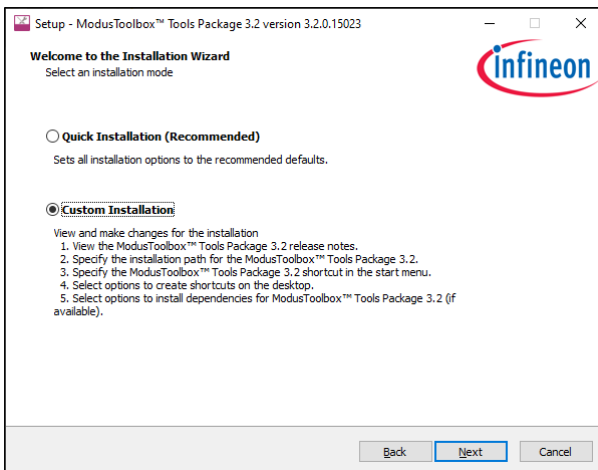 Setup - ModusToolbox™ Tools Package 3.2 version 3.2.0.15023
Welcome to the Installation Wizard
Select an installation mode
infineon
Quick Installation (Recommended)
Sets all installation options to the recommended defaults.
Custom Installation
View and make changes for the installation
1. View the ModusToolbox™ Tools Package 3.2 release notes.
2. Specify the installation path for the ModusToolbox™ Tools Package 3.2.
3. Specify the ModusToolbox™ Tools Package 3.2 shortcut in the start menu.
4. Select options to create shortcuts on the desktop.
5. Select options to install dependencies for ModusToolbox™ Tools Package 3.2 (if
available).
Back Next Cancel